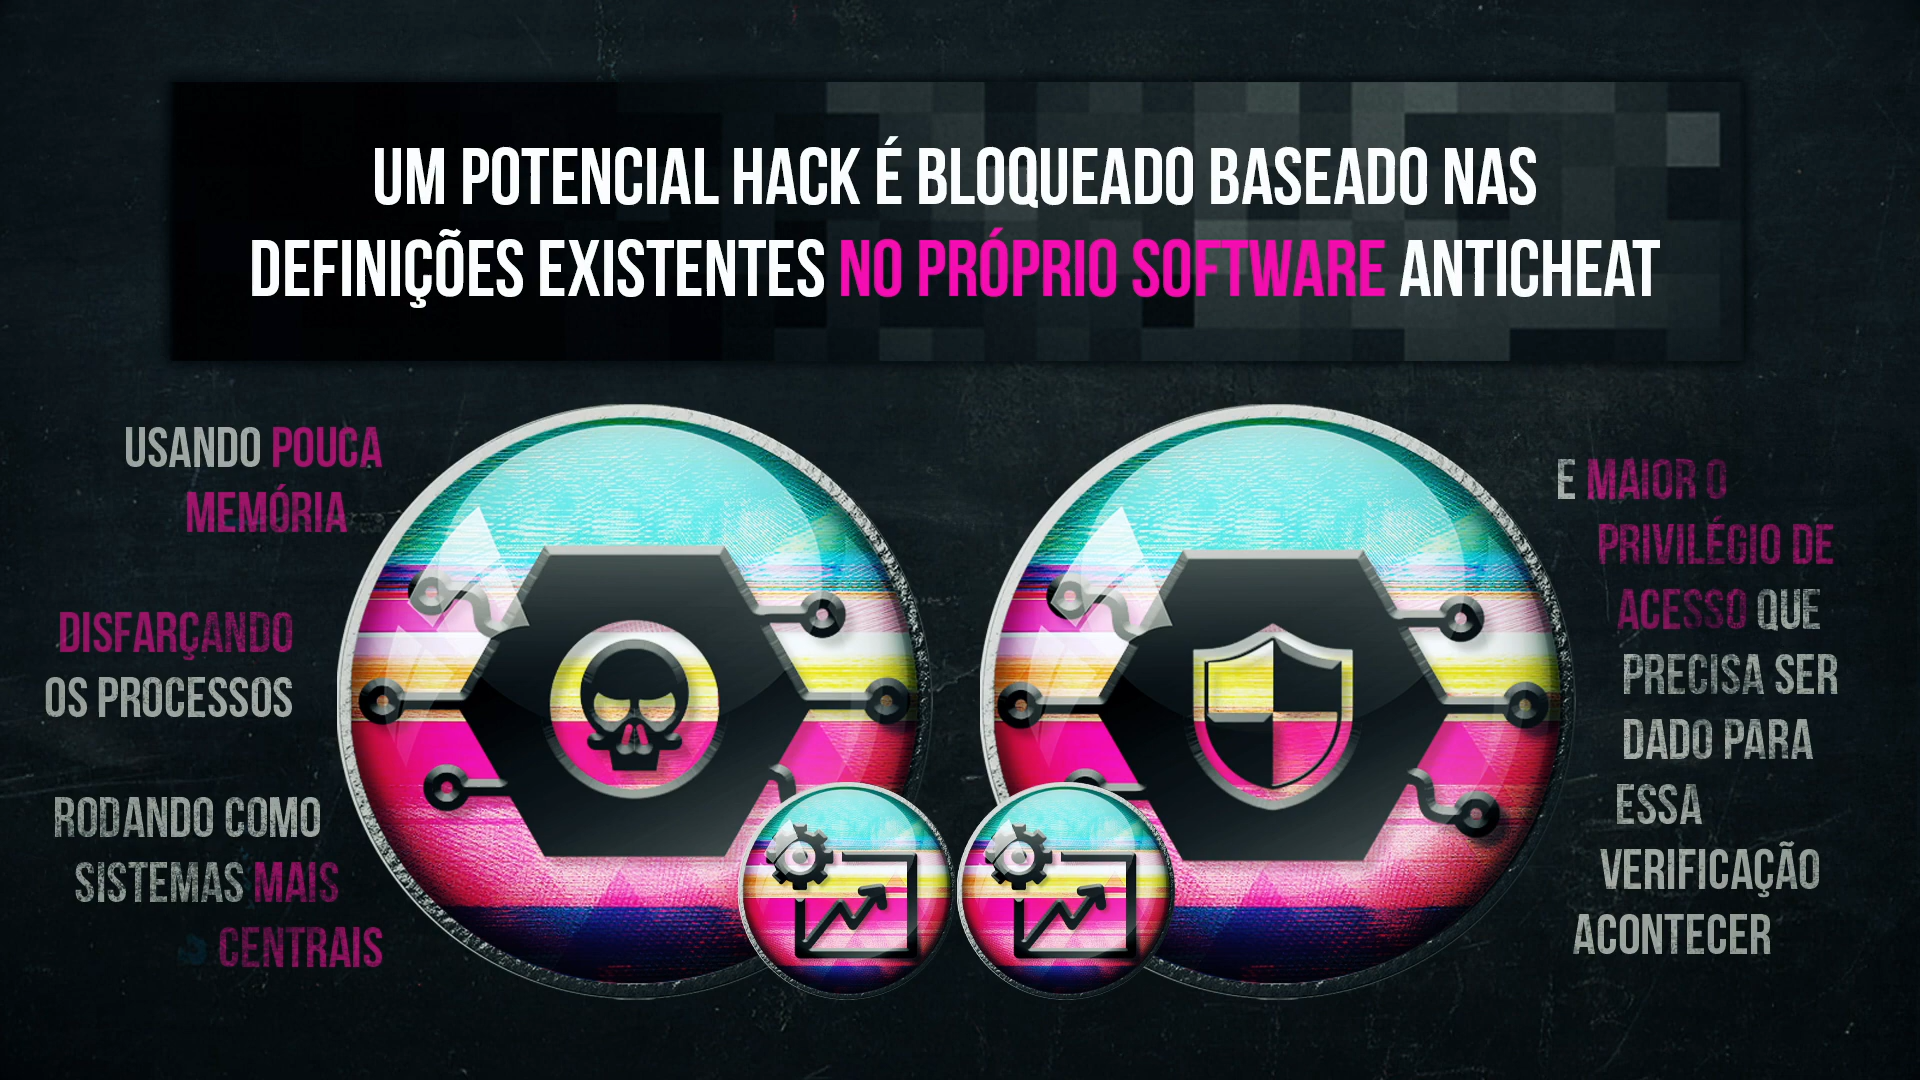 UM POTENCIAL HACK É BLOQUEADO BASEADO NAS
DEFINIÇÕES EXISTENTES NO PRÓPRIO SOFTWARE ANTICHEAT
USANDO POUCA
MEMÓRIA
DISFARÇANDO
OS PROCESSOS
RODANDO COMO
SISTEMAS MAIS
CENTRAIS
E MAIOR O
PRIVILÉGIO DE
ACESSO QUE
PRECISA SER
DADO PARA
ESSA
VERIFICAÇÃO
ACONTECER